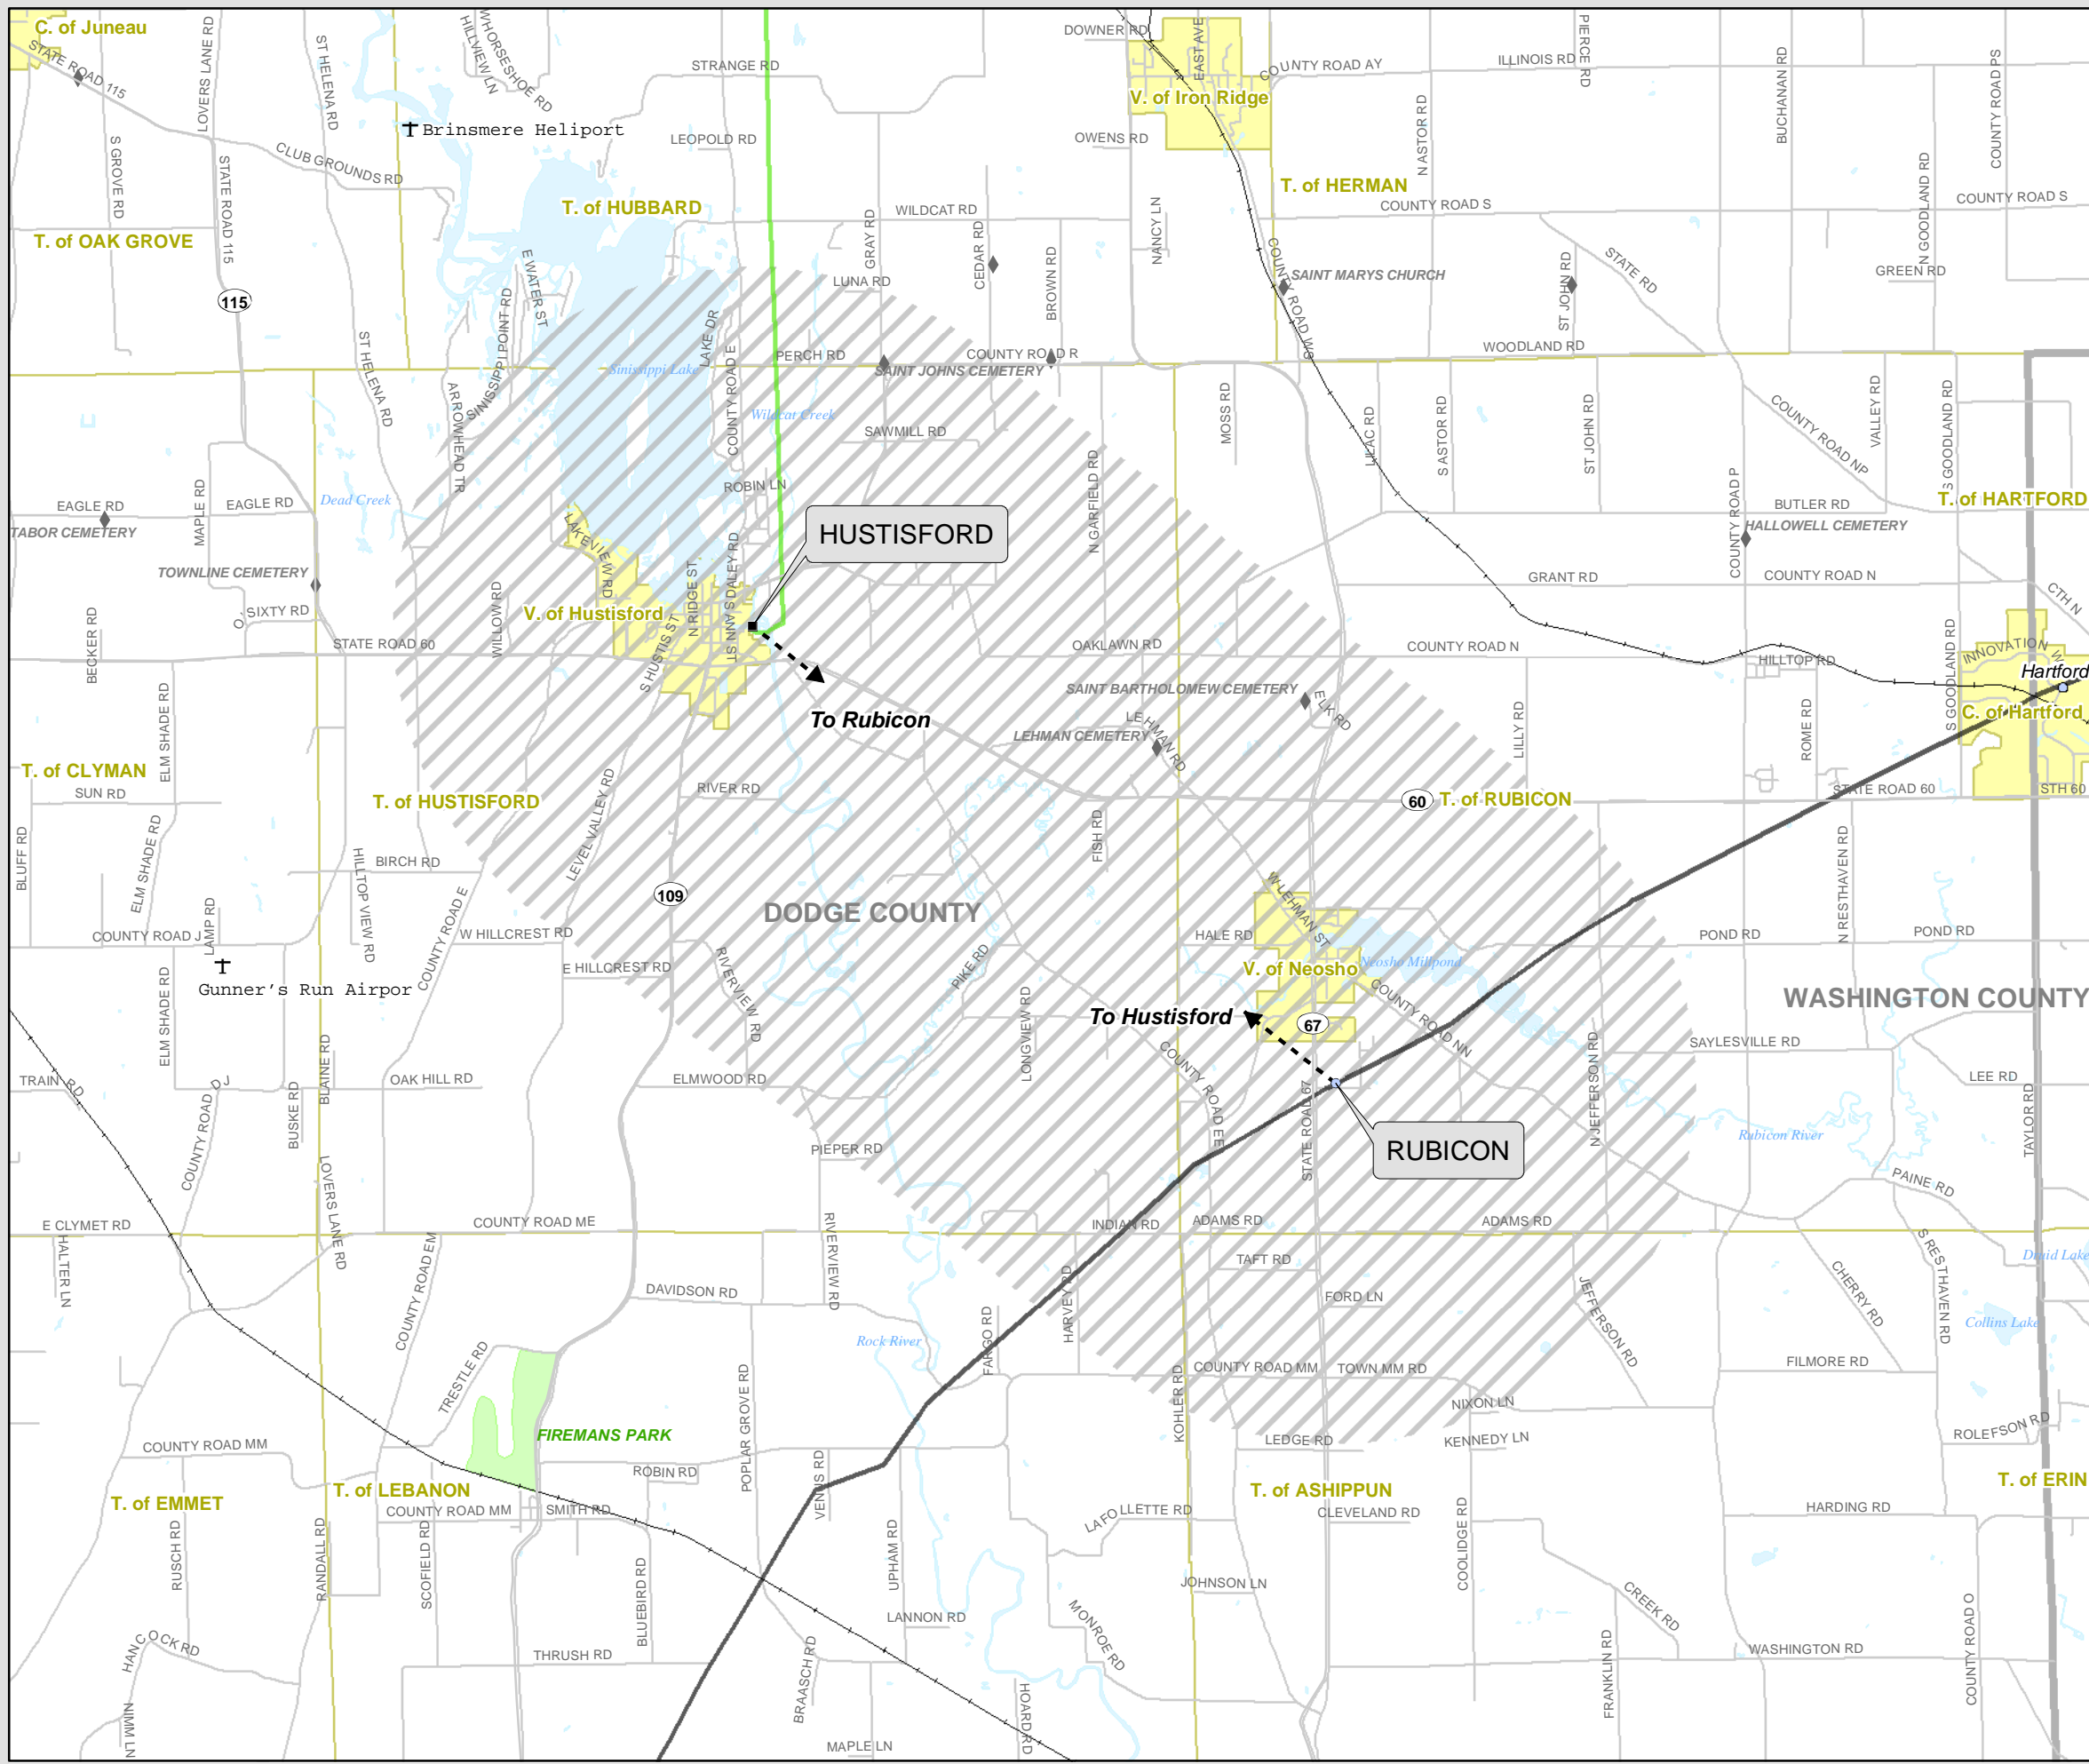 C. of Juneau
STATE ROAD 115
LOVERS LANE RD
ST HELENA RD
HILLVIEW LN
W HORSESHOE RD
STRANGE RD
DOWNER RD
EAST AVE
COUNTY ROAD AY
ILLINOIS RD
PIERCE RD
BUCHANAN RD
COUNTY ROAD PS
V. of Iron Ridge
Brinsmere Heliport
S GROVE RD
CLUB GROUNDS RD
LEOPOLD RD
OWENS RD
N ASTOR RD
N GOODLAND RD
STATE ROAD 115
T. of HUBBARD
WILDCAT RD
T. of HERMAN
COUNTY ROAD S
COUNTY ROAD S
T. of OAK GROVE
E WATER ST
GRAY RD
CEDAR RD
NANCY LN
COUNTY ROAD WS
STATE RD
GREEN RD
115
LUNA RD
BROWN RD
SAINT MARYS CHURCH
ST JOHN RD
SINISSIPPI POINT RD
LAKE DR
COUNTY ROAD E
PERCH RD
COUNTY ROAD R
WOODLAND RD
ST HELENA RD
ARROWHEAD TR
Sinissippi Lake
SAINT JOHNS CEMETERY
Wildcat Creek
SAWMILL RD
MOSS RD
LILAC RD
S ASTOR RD
ST JOHN RD
COUNTY ROAD NP
VALLEY RD
S GOODLAND RD
EAGLE RD
MAPLE RD
EAGLE RD
Dead Creek
ROBIN LN
N GARFIELD RD
COUNTY ROAD P
BUTLER RD
T. of HARTFORD
TABOR CEMETERY
LAKEVIEW RD
HUSTISFORD
HALLOWELL CEMETERY
TOWNLINE CEMETERY
WILLOW RD
N RIDGE ST
S DALEY RD
GRANT RD
COUNTY ROAD N
CTH N
O' SIXTY RD
V. of Hustisford
S HUSTIS ST
ANN ST
BECKER RD
STATE ROAD 60
OAKLAWN RD
COUNTY ROAD N
HILLTOP RD
S GOODLAND RD
INNOVATION W
Hartford
SAINT BARTHOLOMEW CEMETERY
ELK RD
To Rubicon
LEHMAN CEMETERY
LEHMAN RD
LILLY RD
ROME RD
C. of Hartford
ELM SHADE RD
T. of CLYMAN
SUN RD
T. of HUSTISFORD
LEVEL VALLEY RD
RIVER RD
60
T. of RUBICON
STATE ROAD 60
STH 60
BLUFF RD
ELM SHADE RD
HILLTOP VIEW RD
BIRCH RD
FISH RD
N RESTHAVEN RD
109
DODGE COUNTY
W LEHMAN ST
COUNTY ROAD J
LAMP RD
COUNTY ROAD E
W HILLCREST RD
HALE RD
POND RD
POND RD
E HILLCREST RD
RIVERVIEW RD
PIKE RD
V. of Neosho
Neosho Millpond
Gunner's Run Airpor
WASHINGTON COUNTY
ELM SHADE RD
LONGVIEW RD
To Hustisford
67
COUNTY ROAD NN
BLAINE RD
COUNTY ROAD EE
N JEFFERSON RD
SAYLESVILLE RD
TRAIN RD
COUNTY ROAD DJ
BUSKE RD
OAK HILL RD
ELMWOOD RD
LEE RD
STATE ROAD 67
TAYLOR RD
RUBICON
Rubicon River
PIEPER RD
LOVERS LANE RD
PAINE RD
E CLYMET RD
COUNTY ROAD ME
RIVERVIEW RD
INDIAN RD
ADAMS RD
ADAMS RD
S RESTHAVEN RD
HALTER LN
COUNTY ROAD EM
TAFT RD
Druid Lake
DAVIDSON RD
HARVEY RD
FORD LN
JEFFERSON RD
CHERRY RD
Collins Lake
Rock River
FARGO RD
TRESTLE RD
POPLAR GROVE RD
KOHLER RD
COUNTY ROAD MM
TOWN MM RD
FILMORE RD
NIXON LN
FIREMANS PARK
COUNTY ROAD MM
ROBIN RD
LEDGE RD
KENNEDY LN
ROLEFSON RD
T. of EMMET
T. of LEBANON
VENUS RD
T. of ASHIPPUN
T. of ERIN
COUNTY ROAD MM
SMITH RD
LAFO LLETTE RD
CLEVELAND RD
HARDING RD
RUSCH RD
RANDALL RD
SCOFIELD RD
BLUEBIRD RD
UPHAM RD
COOLIDGE RD
JOHNSON LN
CREEK RD
LANNON RD
MONROE RD
HANCOCK RD
THRUSH RD
BRAASCH RD
FRANKLIN RD
WASHINGTON RD
COUNTY ROAD O
NIMM LN
HOARD RD
MAPLE LN